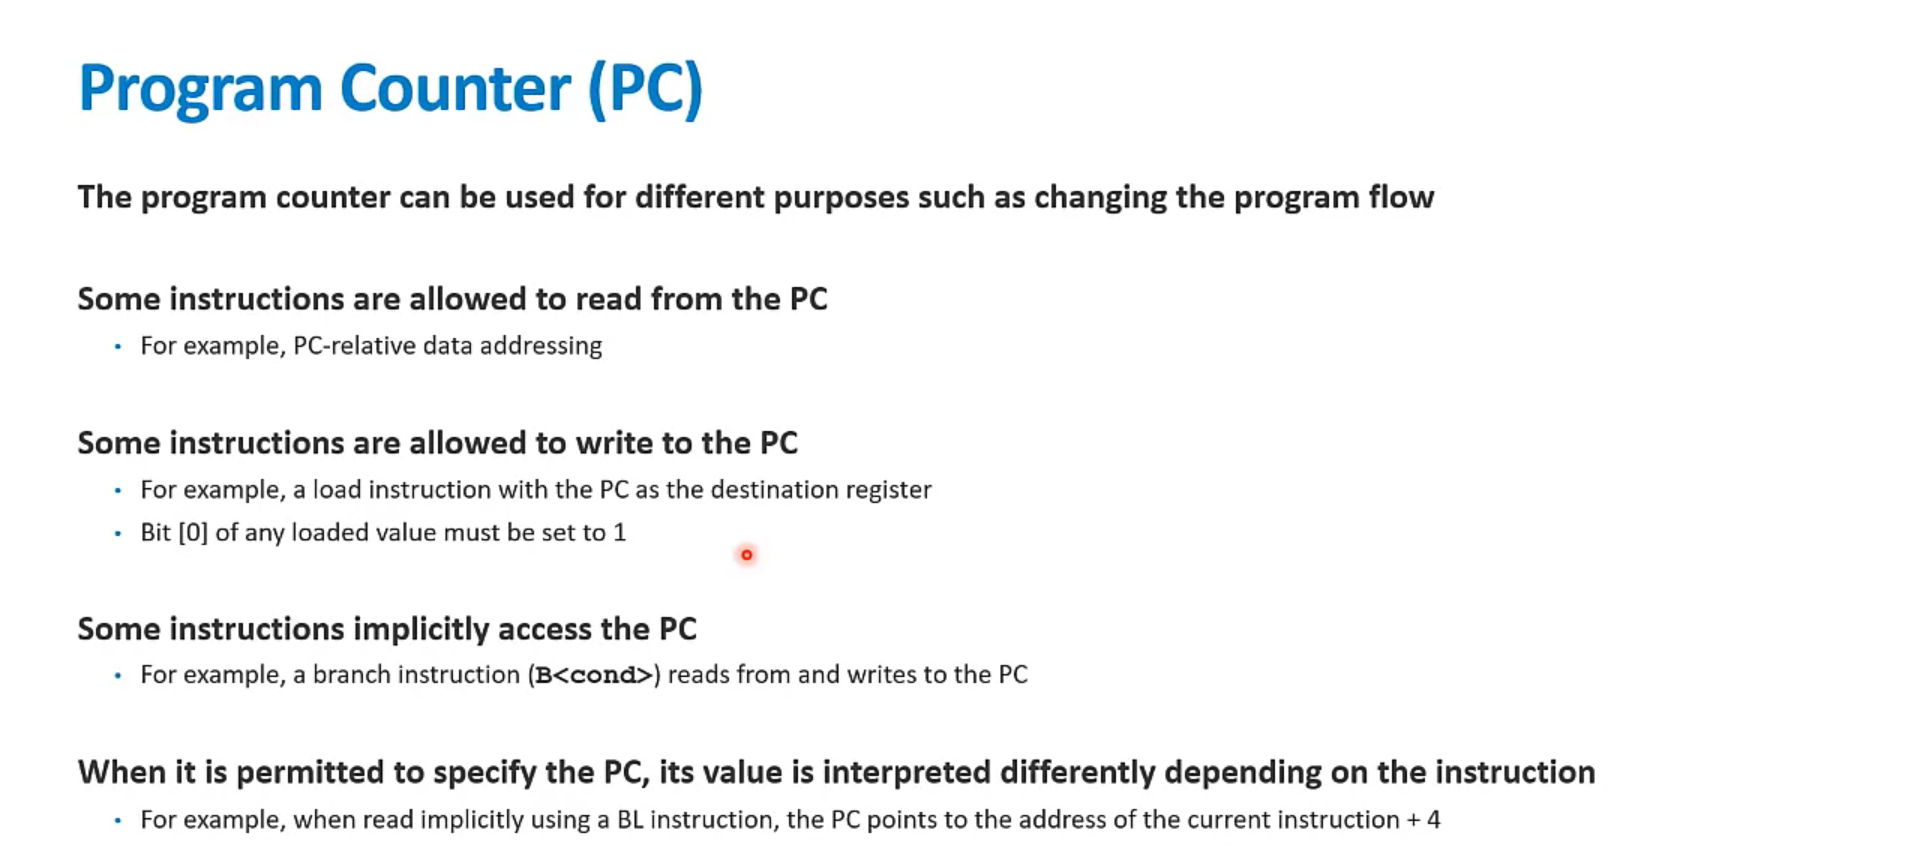 Program Counter (PC)
The program counter can be used for different purposes such as changing the program flow
Some instructions are allowed to read from the PC
• For example, PC-relative data addressing
Some instructions are allowed to write to the PC
• For example, a load instruction with the PC as the destination register
• Bit [0] of any loaded value must be set to 1
Some instructions implicitly access the PC
• For example, a branch instruction (B<cond>) reads from and writes to the PC
When it is permitted to specify the PC, its value is interpreted differently depending on the instruction
• For example, when read implicitly using a BL instruction, the PC points to the address of the current instruction + 4